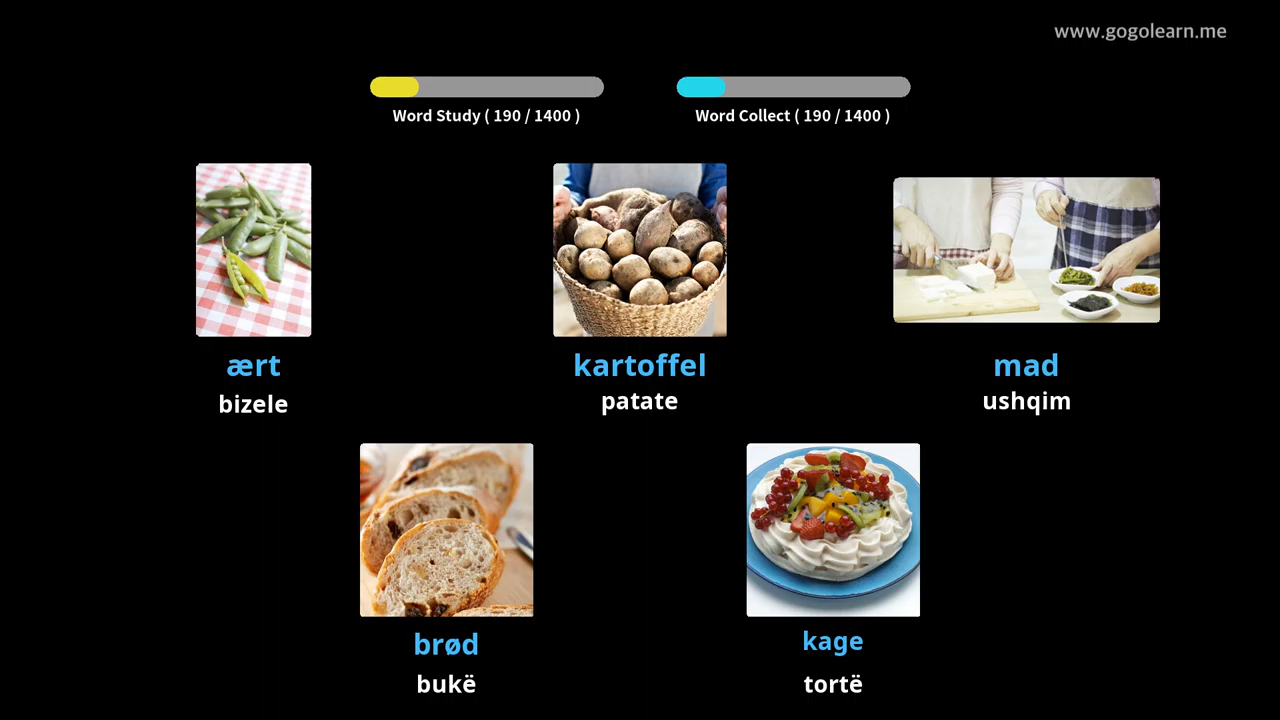 www.gogolearn.me
Word Study ( 190 / 1400 )
Word Collect ( 190 / 1400 )
ært
bizele
kartoffel
patate
mad
ushqim
brød
bukë
kage
tortë